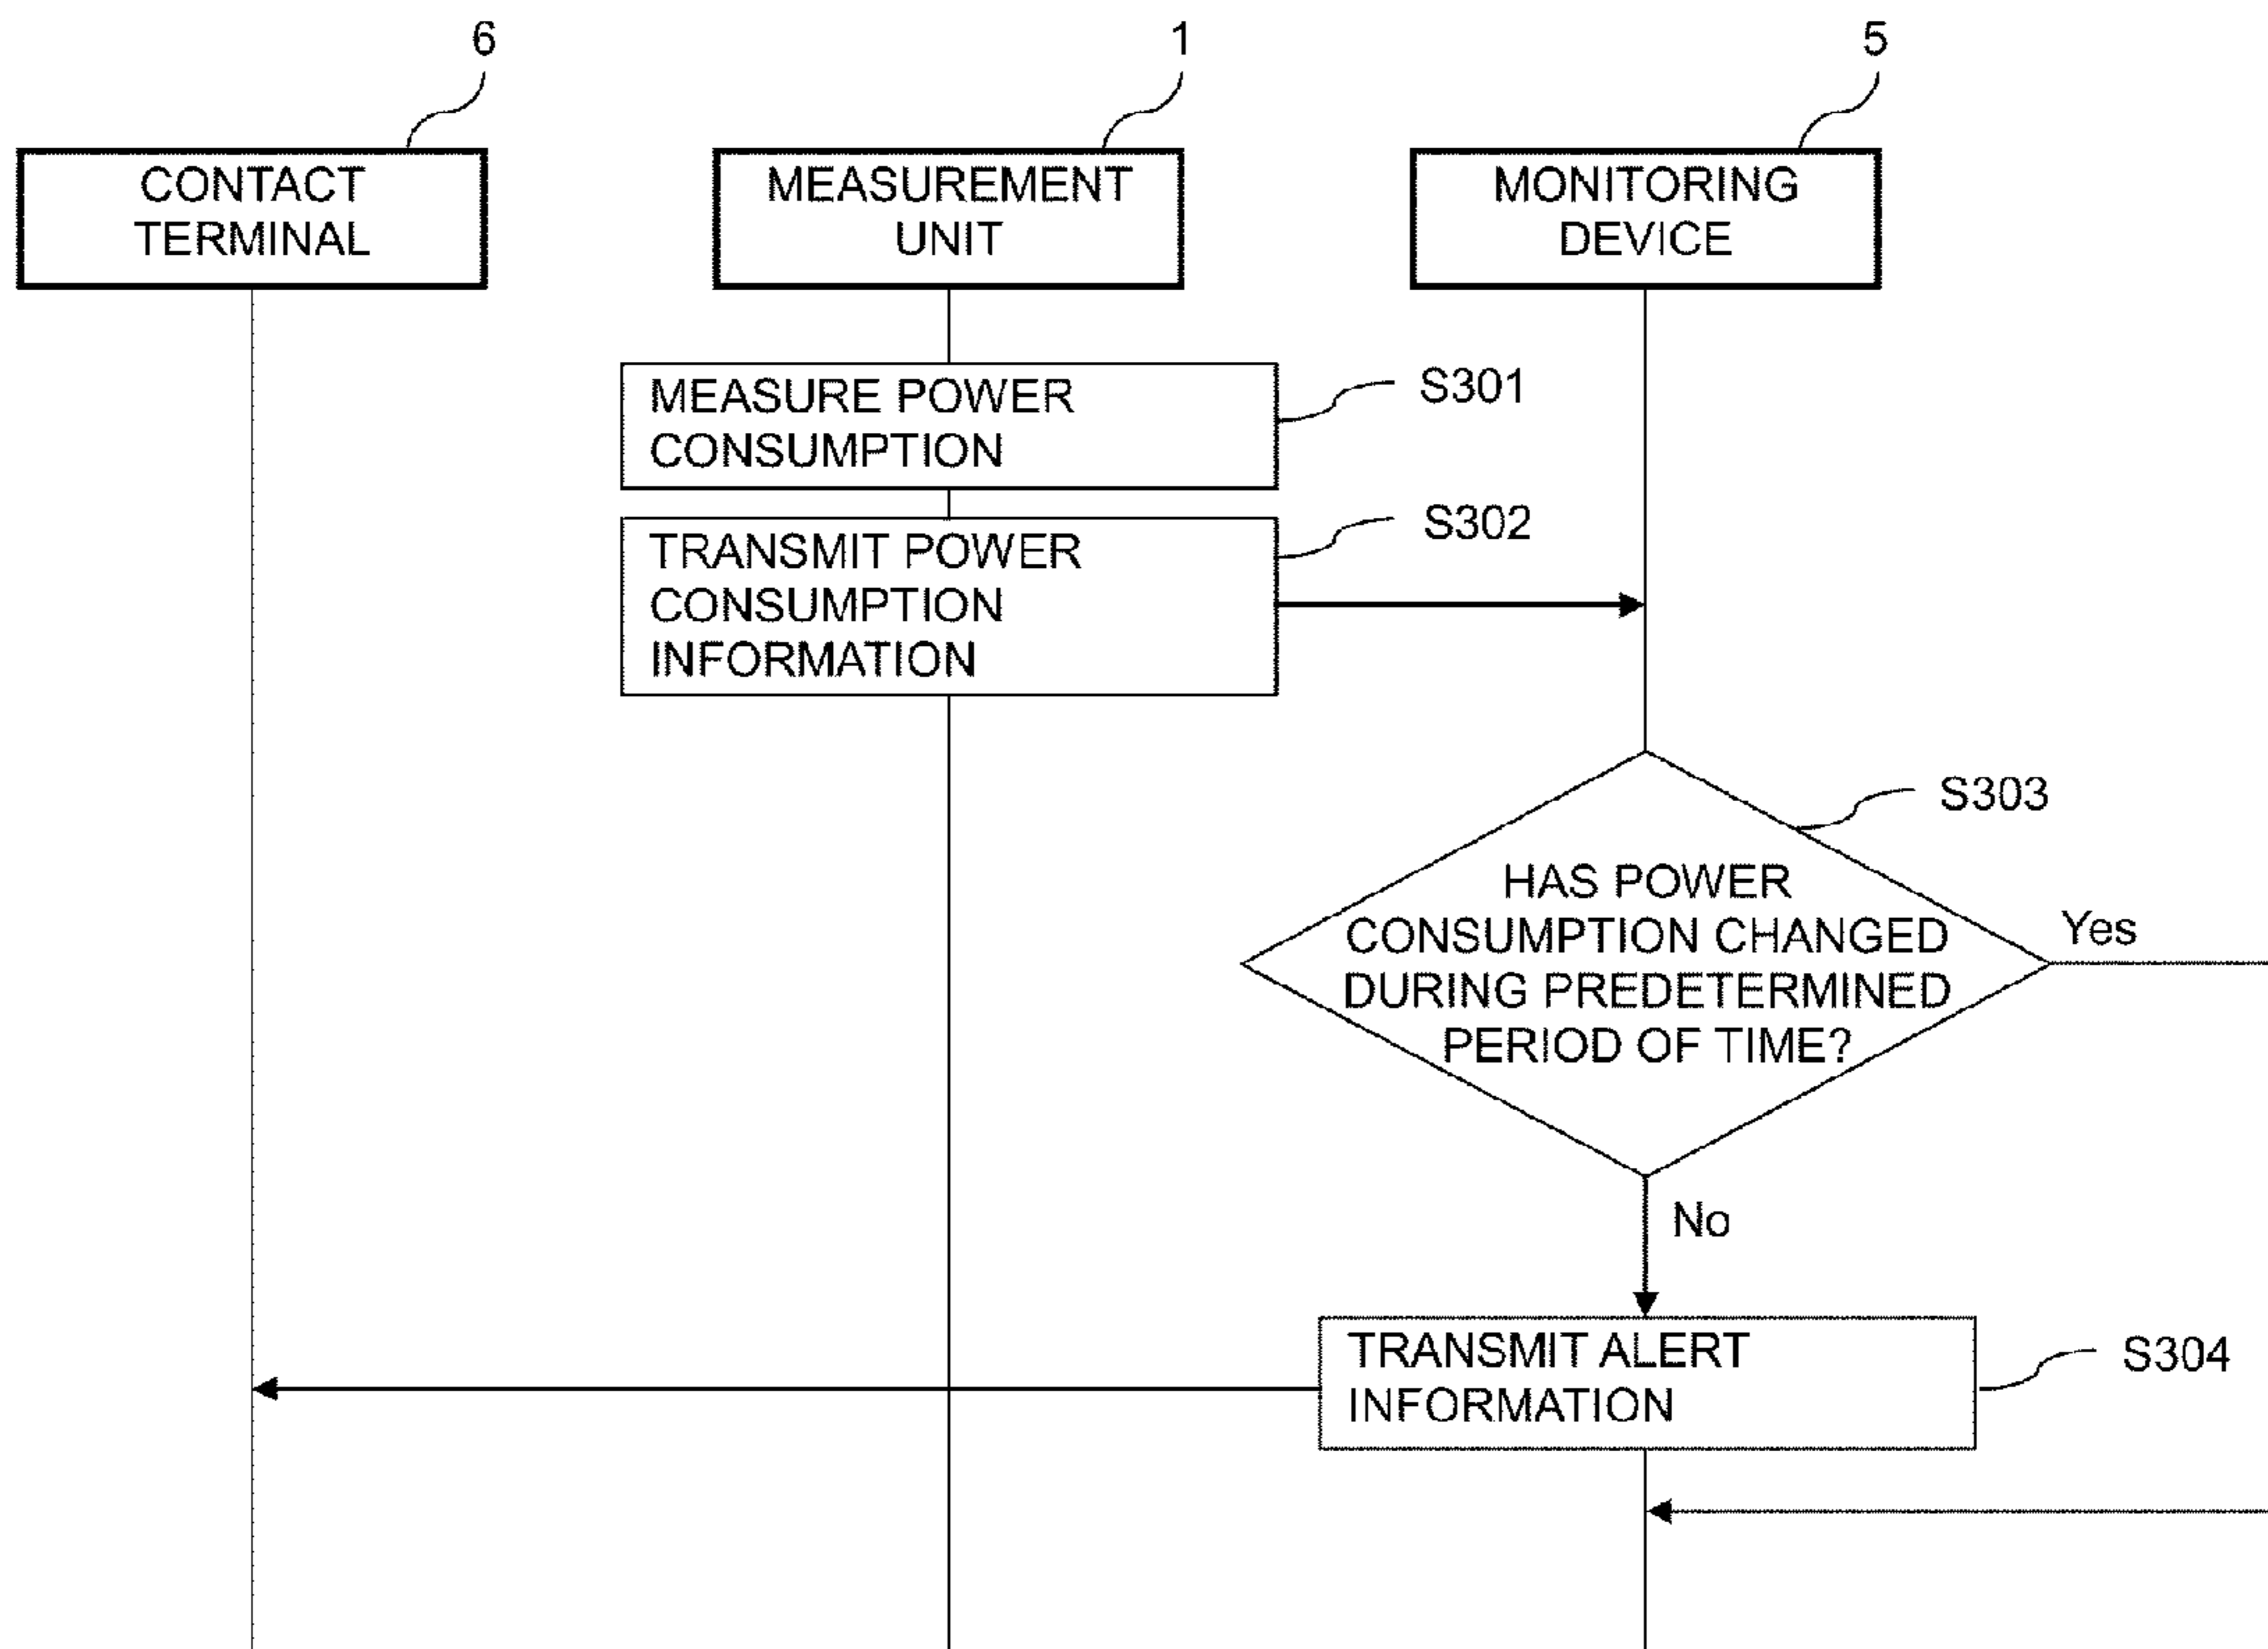 6
1
5
CONTACT
TERMINAL
MEASUREMENT
UNIT
MONITORING
DEVICE
MEASURE POWER
CONSUMPTION
S301
TRANSMIT POWER
CONSUMPTION
INFORMATION
S302
S303
HAS POWER
CONSUMPTION CHANGED
DURING PREDETERMINED
PERIOD OF TIME?
Yes
No
TRANSMIT ALERT
INFORMATION
S304